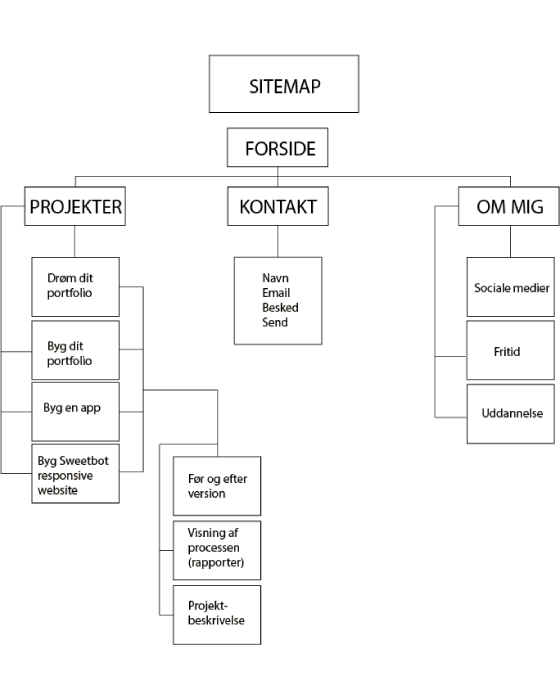 SITEMAP
FORSIDE
PROJEKTER
KONTAKT
OM MIG
Drøm dit
portfolio
Byg dit
portfolio
Byg en app
Byg Sweetbot
responsive
website
Før og efter
version
Visning af
processen
(rapporter)
Projekt-
beskrivelse
Navn
Email
Besked
Send
Sociale medier
Fritid
Uddannelse